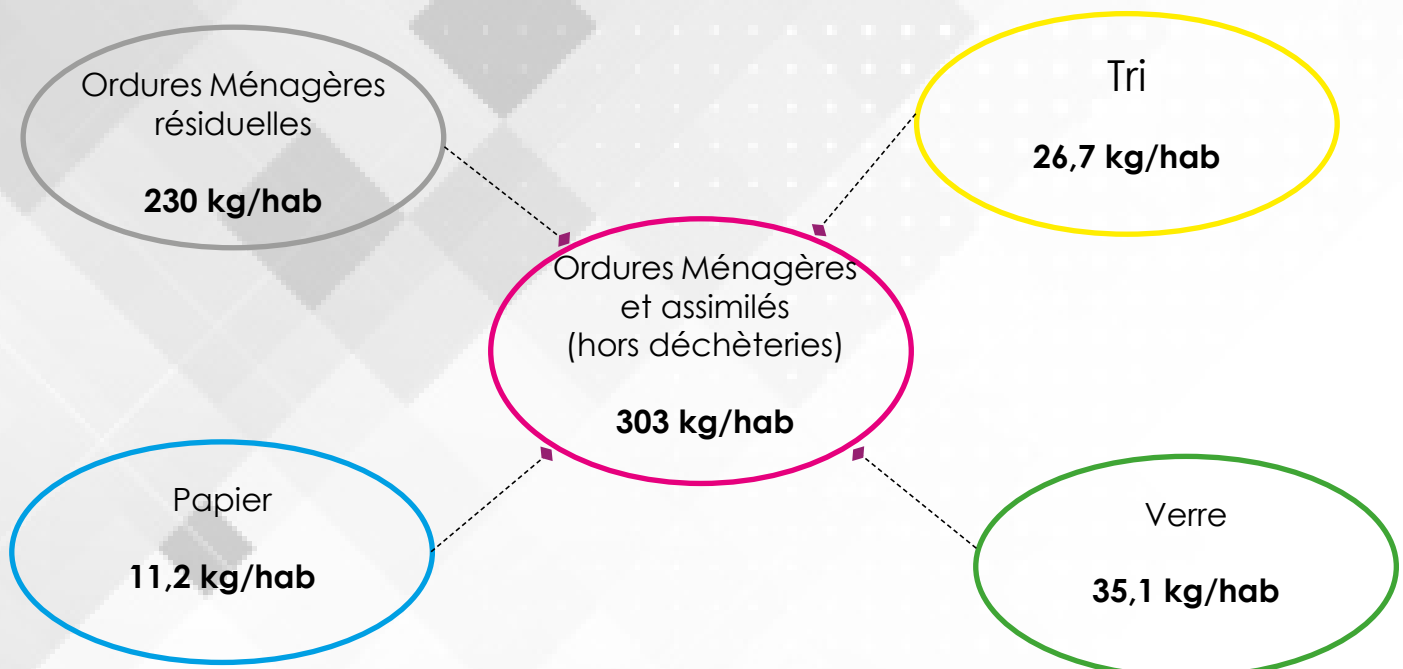 Ordures Ménagères
résiduelles
230 kg/hab
Tri
26,7 kg/hab
Ordures Ménagères
et assimilés
(hors déchèteries)
303 kg/hab
Papier
11,2 kg/hab
Verre
35,1 kg/hab